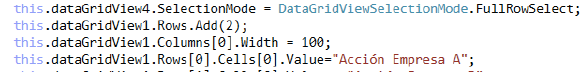 this.dataGridView4.SelectionMode = DataGridViewSelectionMode.FullRowSelect;
this.dataGridView1.Rows.Add(2);
this.dataGridView1.Columns[0].Width = 100;
this.dataGridView1.Rows[0].Cells[0].Value="Acción Empresa A";